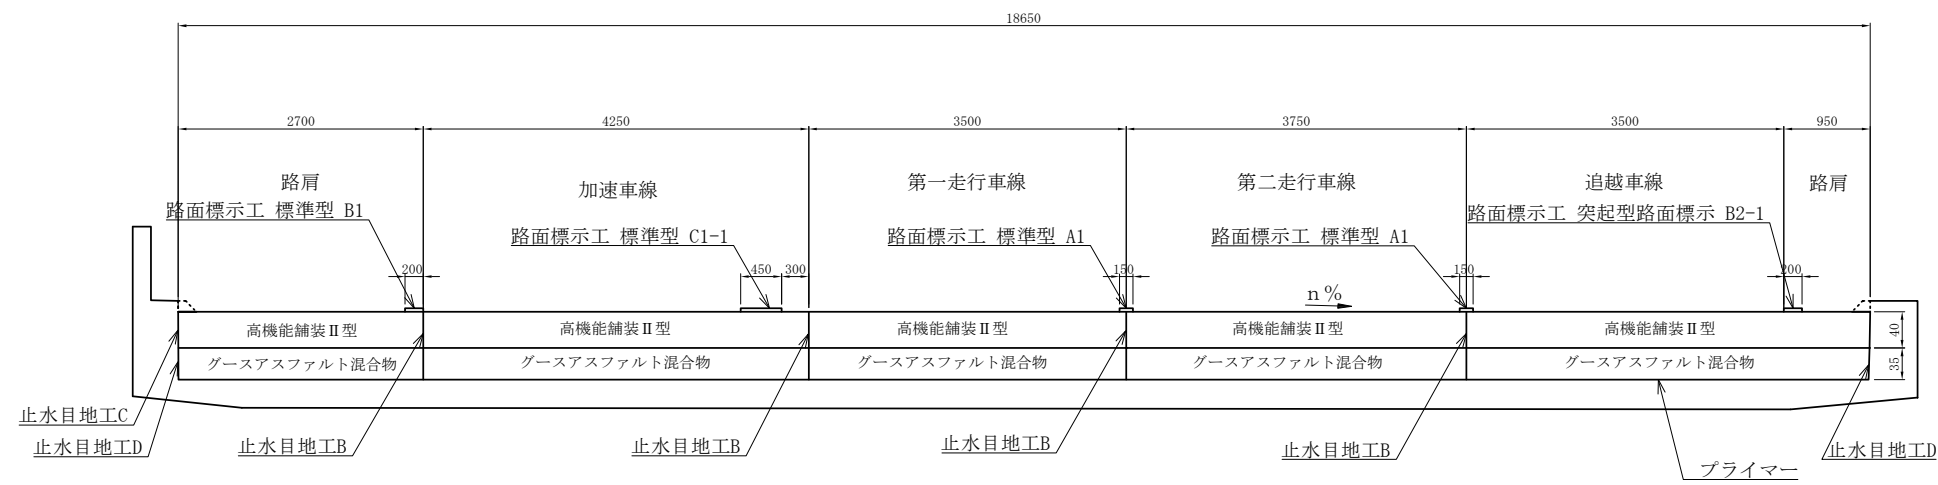 18650
2700
4250
3500
3750
3500
950
路肩
加速車線
第一走行車線
第二走行車線
追越車線
路肩
路面標示工 標準型 B1
路面標示工 標準型 C1-1
路面標示工 標準型 A1
路面標示工 標準型 A1
路面標示工 突起型路面標示 B2-1
200
450
300
150
150
200
n%
高機能舗装Ⅱ型
高機能舗装Ⅱ型
高機能舗装Ⅱ型
高機能舗装Ⅱ型
高機能舗装Ⅱ型
40
グースアスファルト混合物
グースアスファルト混合物
グースアスファルト混合物
グースアスファルト混合物
グースアスファルト混合物
35
止水目地工C
止水目地工D
止水目地工B
止水目地工B
止水目地工B
止水目地工B
止水目地工D
プライマー